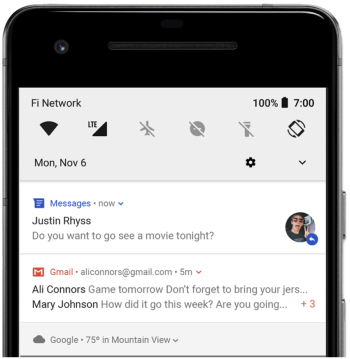 Fi Network 100% 7:00
LTE
Mon, Nov 6
Messages • now
Justin Rhyss
Do you want to go see a movie tonight?
Gmail • aliconnors@gmail.com • 5m
Ali Connors Game tomorrow Don't forget to bring your jers...
Mary Johnson How did it go this week? Are you going... + 3
Google • 75º in Mountain View